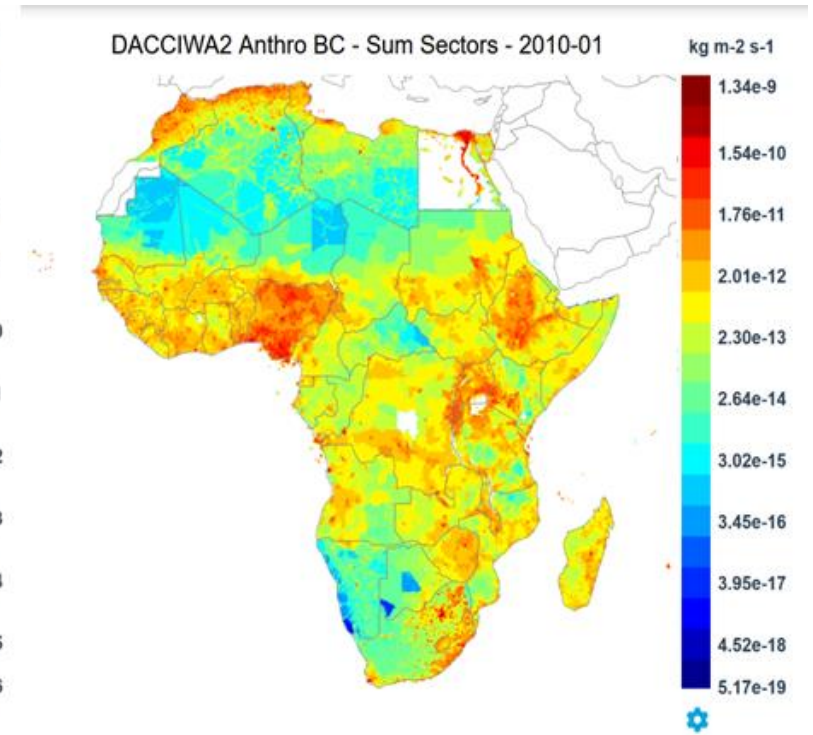 DACCIWA2 Anthro BC - Sum Sectors - 2010-01
kg m-2 s-1
1.34e-9
1.54e-10
1.76e-11
2.01e-12
2.30e-13
2.64e-14
3.02e-15
3.45e-16
3.95e-17
4.52e-18
5.17e-19